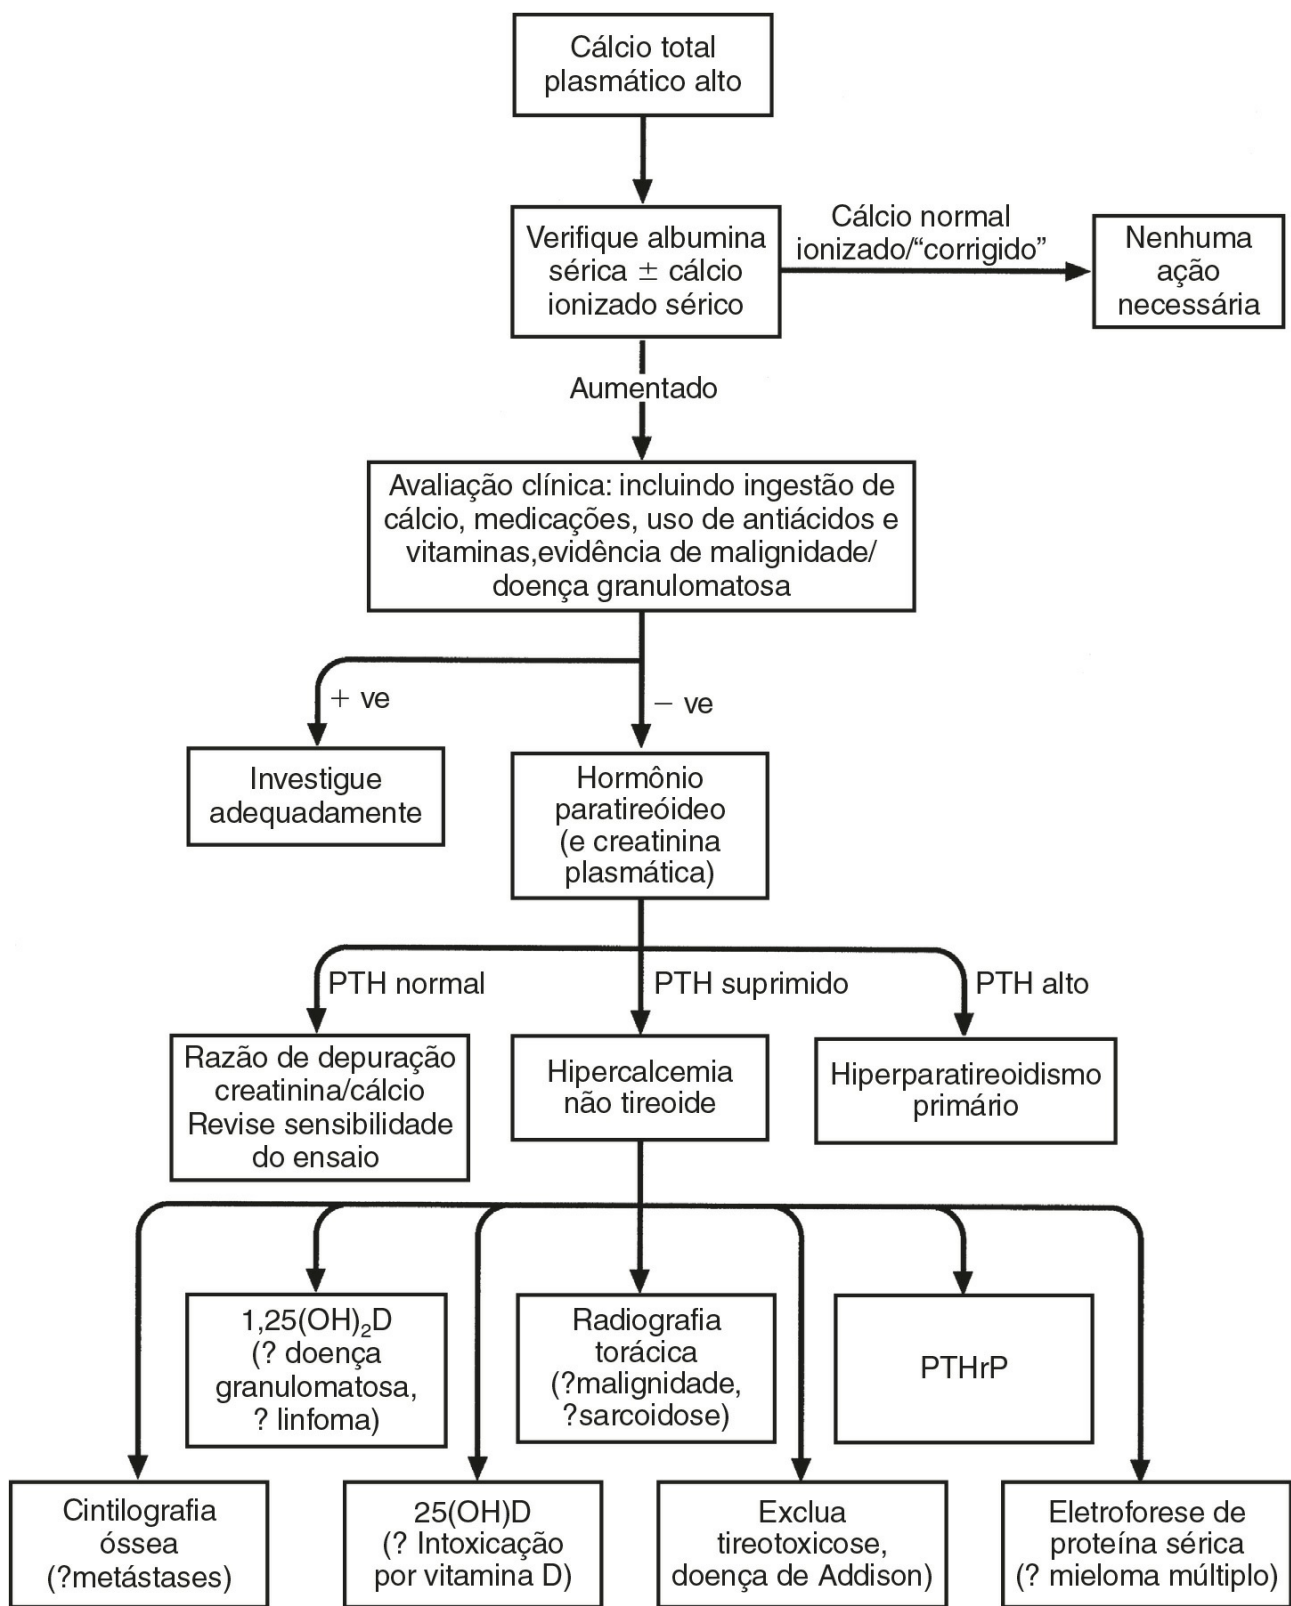 Cálcio total
plasmático alto
Verifique albumina
sérica ± cálcio
ionizado sérico
Cálcio normal
ionizado/“corrigido”
Nenhuma
ação
necessária
Aumentado
Avaliação clínica: incluindo ingestão de
cálcio, medicações, uso de antiácidos e
vitaminas,evidência de malignidade/
doença granulomatosa
+ ve
− ve
Investigue
adequadamente
Hormônio
paratireóideo
(e creatinina
plasmática)
PTH normal
PTH suprimido
PTH alto
Razão de depuração
creatinina/cálcio
Revise sensibilidade
do ensaio
Hipercalcemia
não tireoide
Hiperparatireoidismo
primário
1,25(OH)₂D
(? doença
granulomatosa,
? linfoma)
Radiografia
torácica
(?malignidade,
?sarcoidose)
PTHrP
Cintilografia
óssea
(?metástases)
25(OH)D
(? Intoxicação
por vitamina D)
Exclua
tireotoxicose,
doença de Addison)
Eletroforese de
proteína sérica
(? mieloma múltiplo)